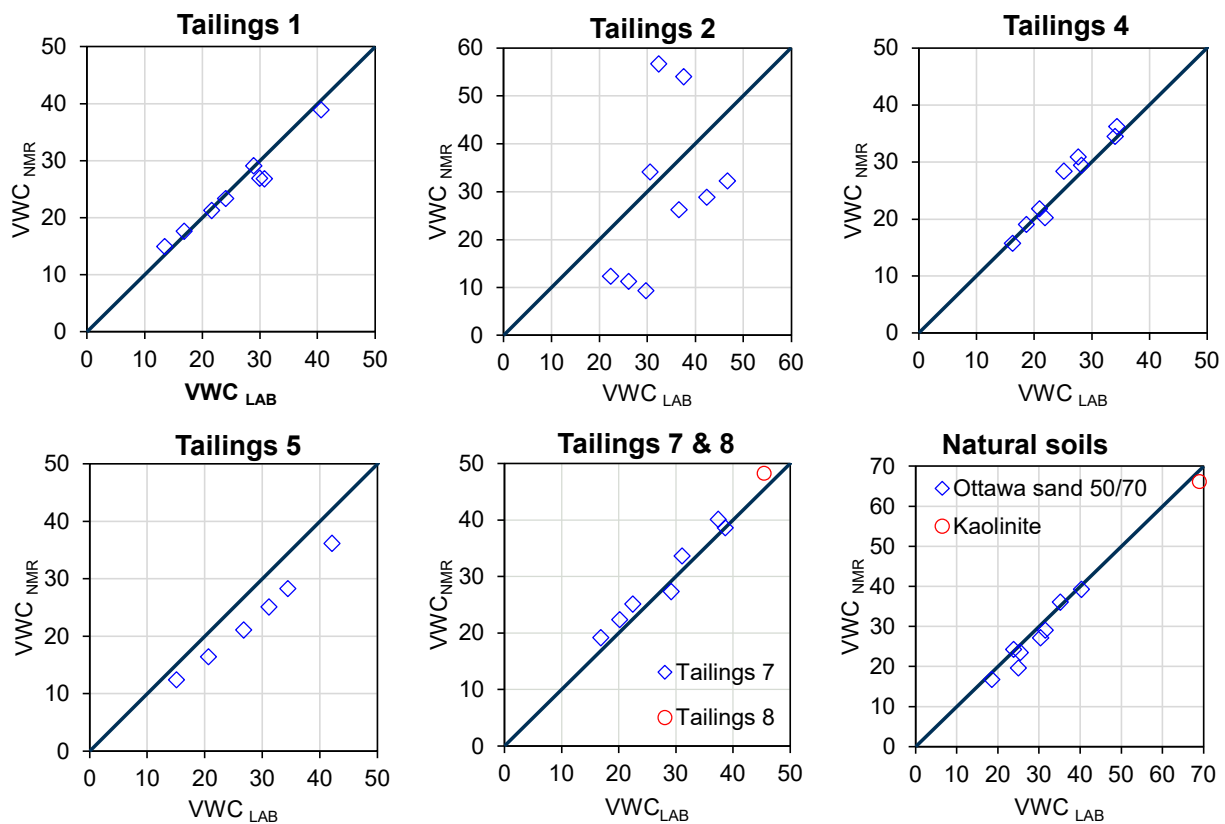 Tailings 1
50
40
30
20
10
0
VWC NMR
0 10 20 30 40 50
VWC LAB
Tailings 2
60
50
40
30
20
10
0
VWC NMR
0 10 20 30 40 50 60
VWC LAB
Tailings 4
50
40
30
20
10
0
VWC NMR
0 10 20 30 40 50
VWC LAB
Tailings 5
50
40
30
20
10
0
VWC NMR
0 10 20 30 40 50
VWC LAB
Tailings 7 & 8
50
40
30
20
10
0
VWC NMR
Tailings 7
Tailings 8
0 10 20 30 40 50
VWC LAB
Natural soils
70
60
50
40
30
20
10
0
VWC NMR
Ottawa sand 50/70
Kaolinite
0 10 20 30 40 50 60 70
VWC LAB